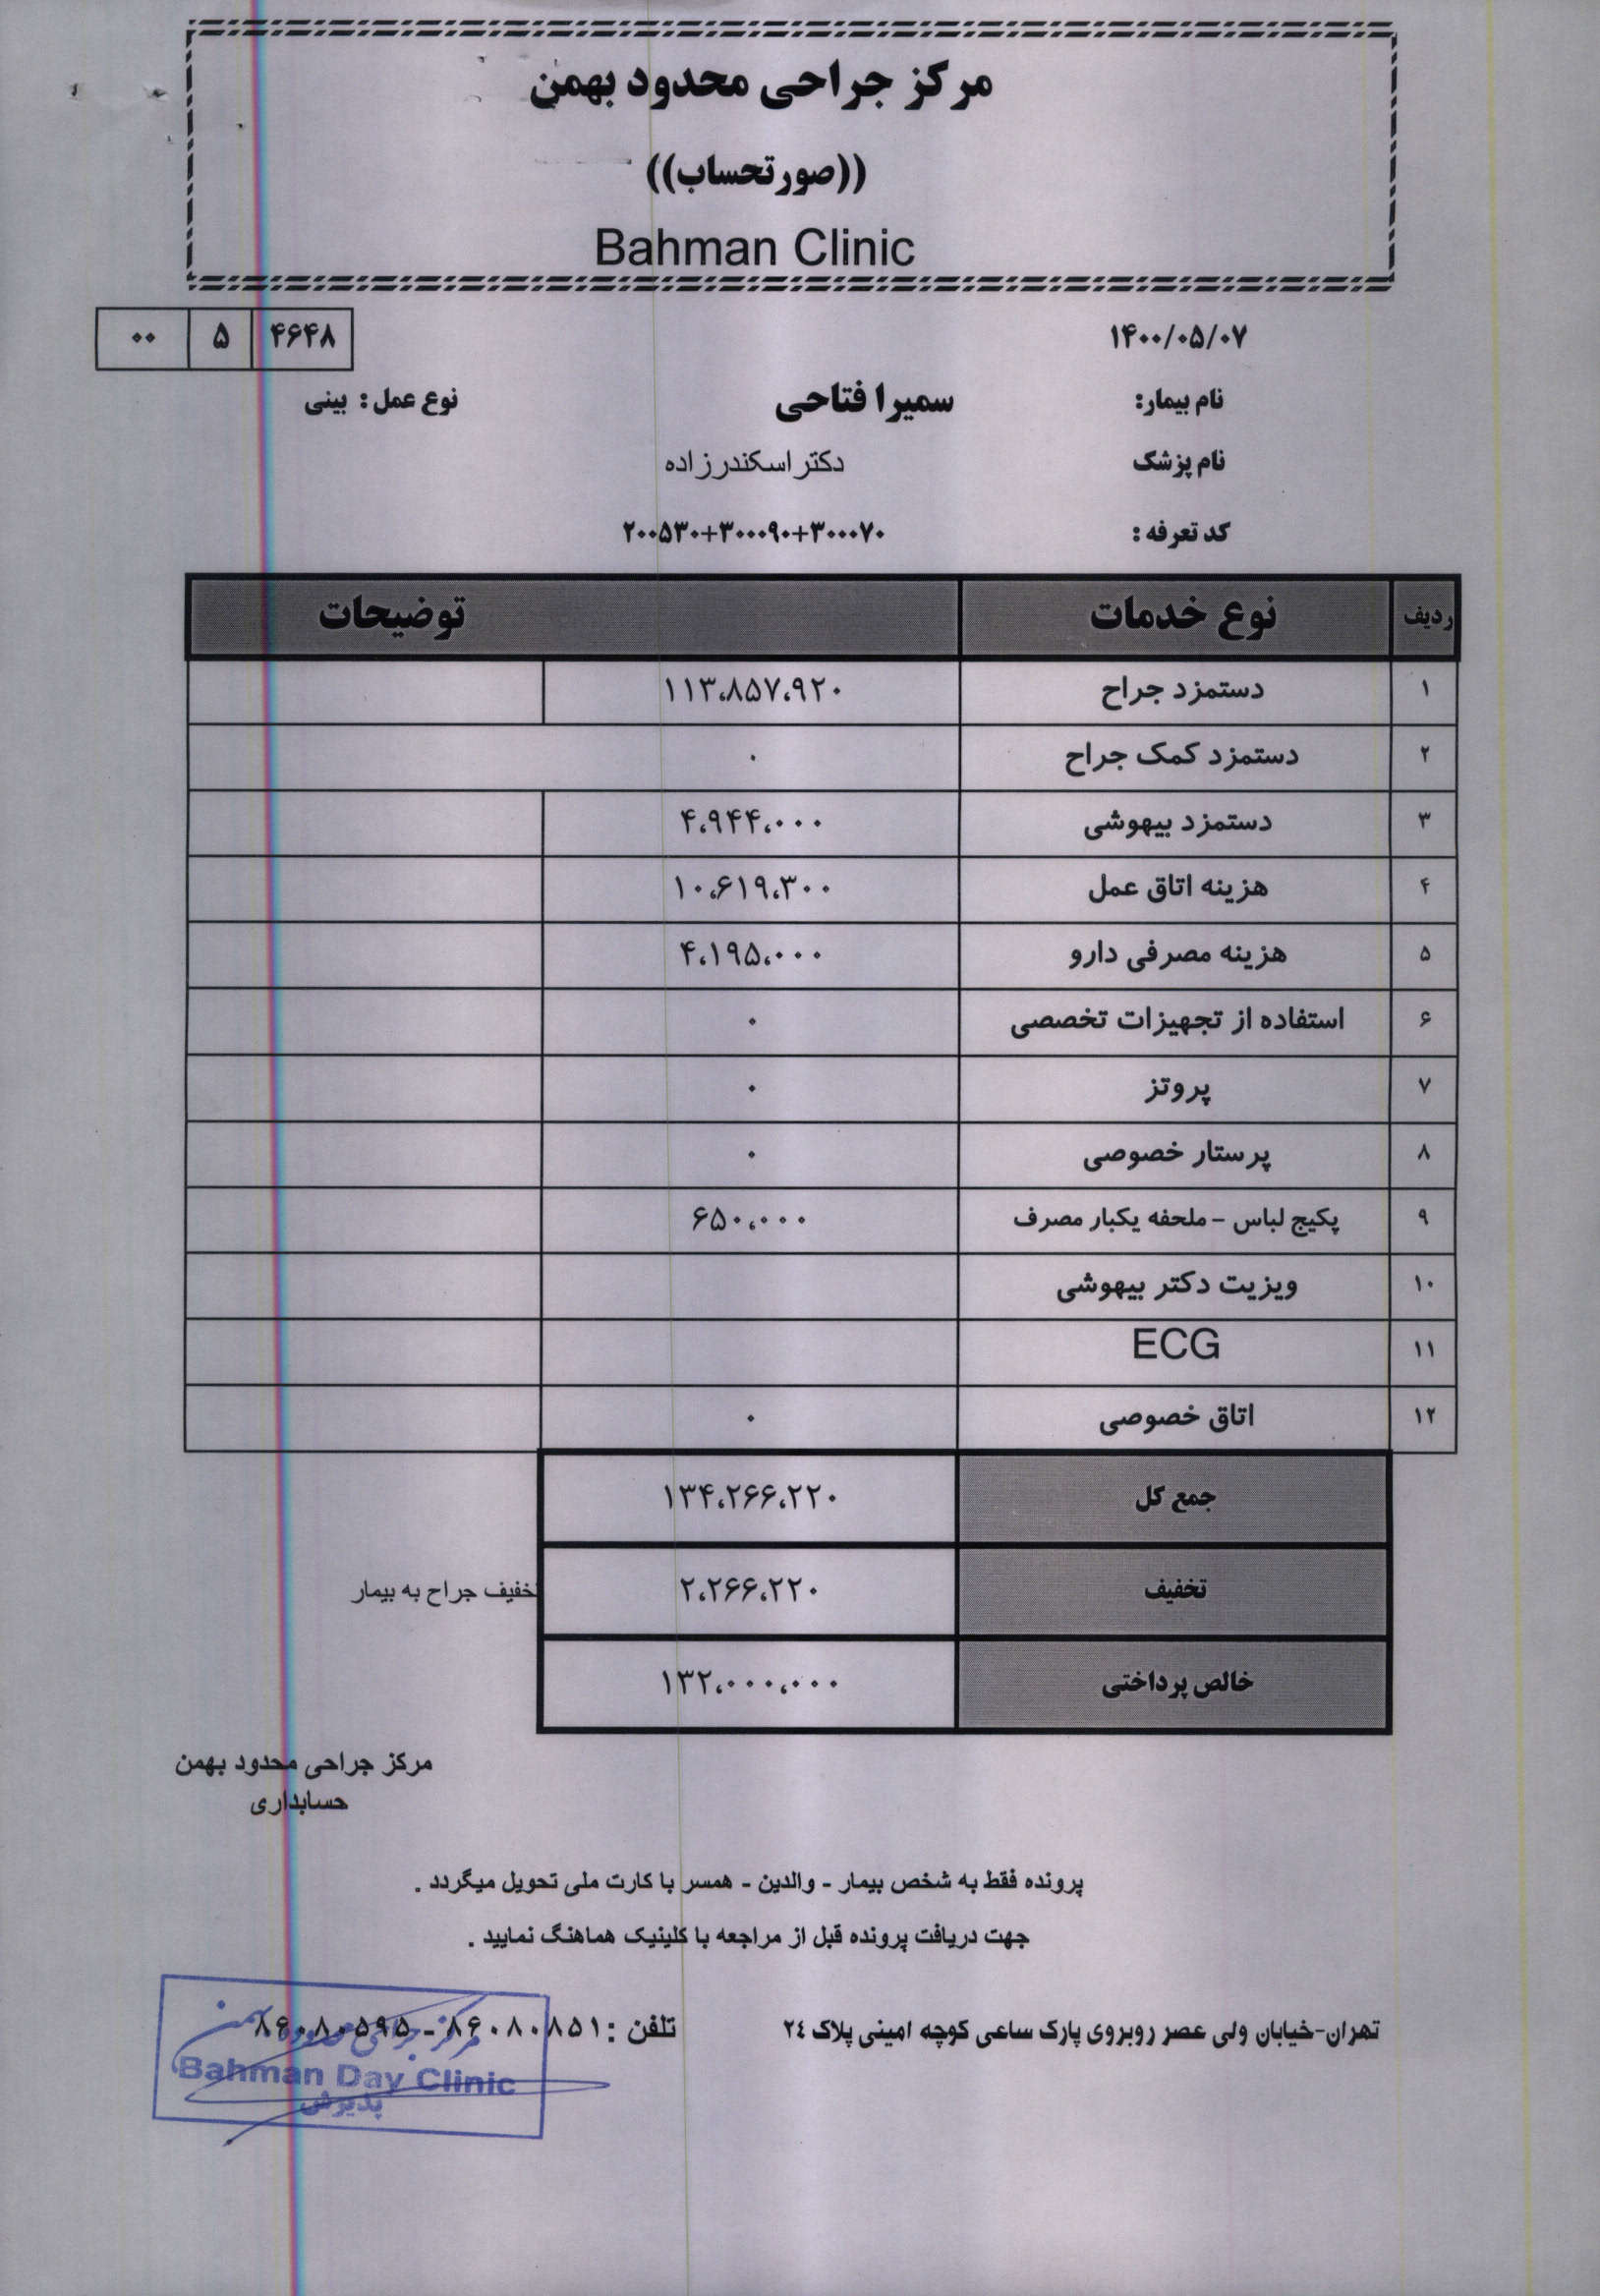 مرکز جراحی محدود بهمن
((صورتحساب))
Bahman Clinic
۱۴۰۰/۰۵/۰۷ ۴۶۴۸ ۵ ۰۰
نام بیمار: سمیرا فتاحی نوع عمل : بینی
نام پزشک دکتر اسکندرزاده
کد تعرفه : ۲۰۰۵۳۰+۳۰۰۰۹۰+۳۰۰۰۷۰
ردیف نوع خدمات توضیحات
۱ دستمزد جراح ۱۱۳،۸۵۷،۹۲۰
۲ دستمزد کمک جراح ۰
۳ دستمزد بیهوشی ۴،۹۴۴،۰۰۰
۴ هزینه اتاق عمل ۱۰،۶۱۹،۳۰۰
۵ هزینه مصرفی دارو ۴،۱۹۵،۰۰۰
۶ استفاده از تجهیزات تخصصی ۰
۷ پروتز ۰
۸ پرستار خصوصی ۰
۹ پکیج لباس - ملحفه یکبار مصرف ۶۵۰،۰۰۰
۱۰ ویزیت دکتر بیهوشی
۱۱ ECG
۱۲ اتاق خصوصی ۰
جمع کل ۱۳۴،۲۶۶،۲۲۰
تخفیف ۲،۲۶۶،۲۲۰ تخفیف جراح به بیمار
خالص پرداختی ۱۳۲،۰۰۰،۰۰۰
مرکز جراحی محدود بهمن
حسابداری
پرونده فقط به شخص بیمار - والدین - همسر با کارت ملی تحویل میگردد .
جهت دریافت پرونده قبل از مراجعه با کلینیک هماهنگ نمایید .
تهران-خیابان ولی عصر روبروی پارک ساعی کوچه امینی پلاک ۲٤ تلفن : ۸۶۰۸۰۸۵۱ - ۸۶۰۸۰۵۹۵
مرکز جراحی محدود بهمن
Bahman Day Clinic
پذیرش